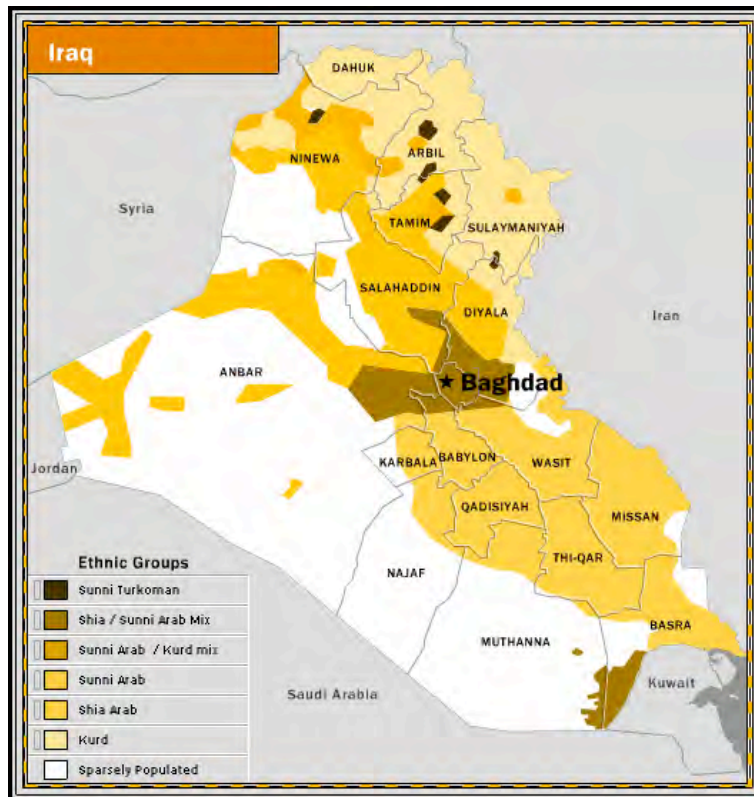 Iraq
DAHUK
NINEWA
ARBIL
Syria
TAMIM
SULAYMANIYAH
SALAHADDIN
DIYALA
Iran
ANBAR
Baghdad
Jordan
KARBALA
BABYLON
WASIT
QADISIYAH
MISSAN
NAJAF
THI-QAR
BASRA
MUTHANNA
Kuwait
Saudi Arabia
Ethnic Groups
Sunni Turkoman
Shia / Sunni Arab Mix
Sunni Arab / Kurd mix
Sunni Arab
Shia Arab
Kurd
Sparsely Populated